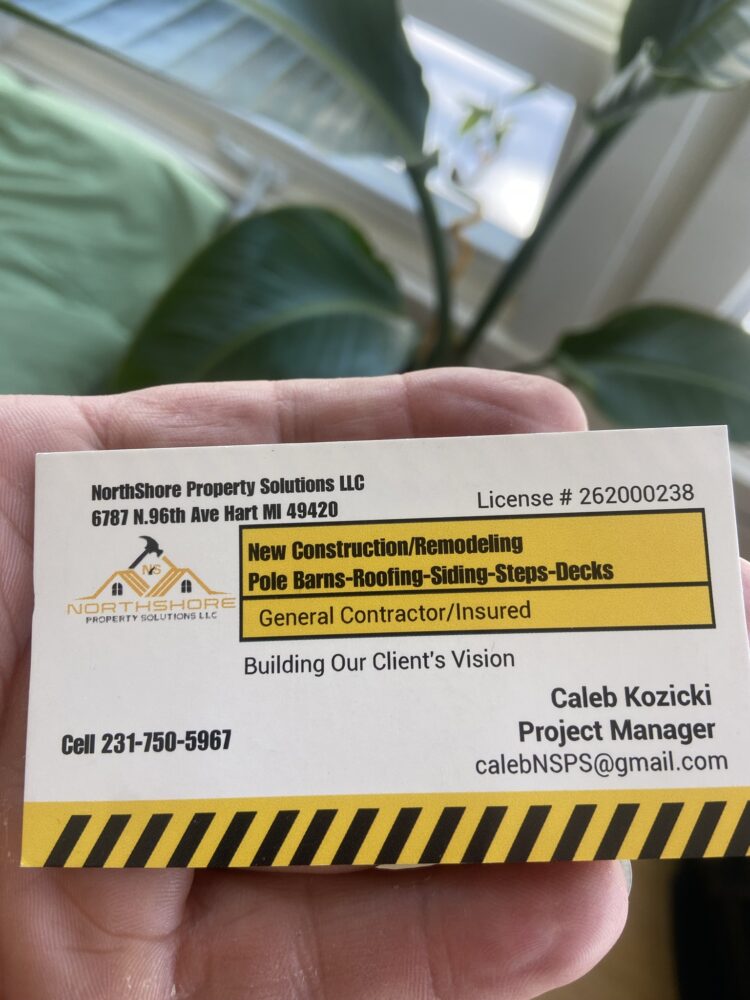 NorthShore Property Solutions LLC
6787 N.96th Ave Hart MI 49420
License # 262000238
NS
NORTHSHORE
PROPERTY SOLUTIONS LLC
New Construction/Remodeling
Pole Barns-Roofing-Siding-Steps-Decks
General Contractor/Insured
Building Our Client's Vision
Caleb Kozicki
Project Manager
calebNSPS@gmail.com
Cell 231-750-5967